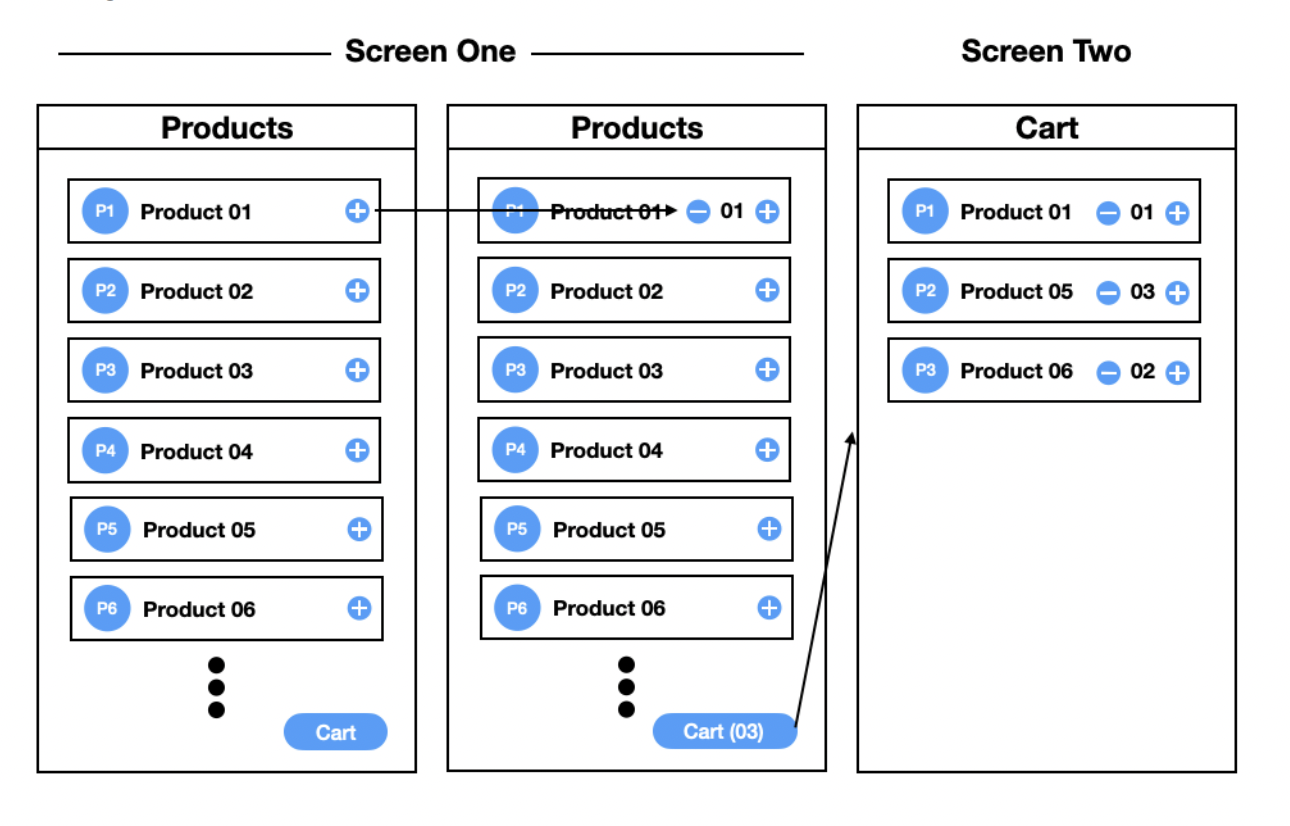 Screen One
Screen Two
Products
P1 Product 01
P2 Product 02
P3 Product 03
P4 Product 04
P5 Product 05
P6 Product 06
Cart
Products
P1 Product 01 01
P2 Product 02
P3 Product 03
P4 Product 04
P5 Product 05
P6 Product 06
Cart (03)
Cart
P1 Product 01 01
P2 Product 05 03
P3 Product 06 02